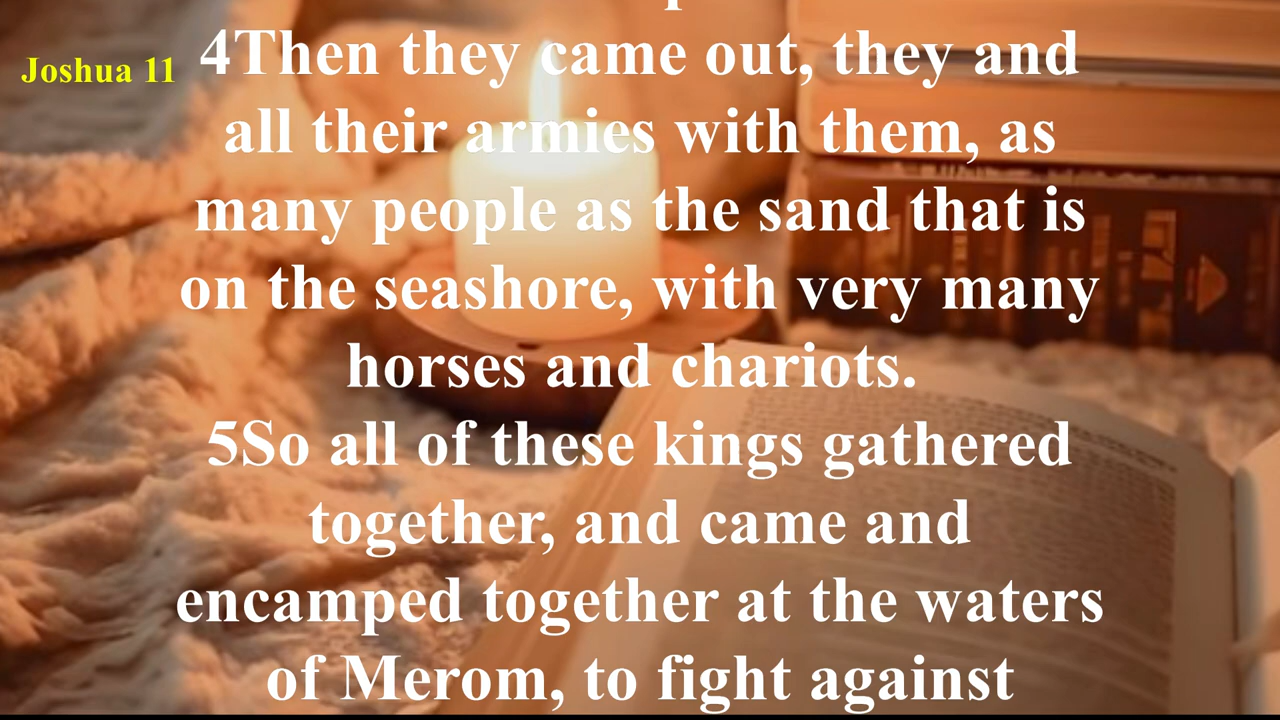 Joshua 11
4Then they came out, they and
all their armies with them, as
many people as the sand that is
on the seashore, with very many
horses and chariots.
5So all of these kings gathered
together, and came and
encamped together at the waters
of Merom, to fight against